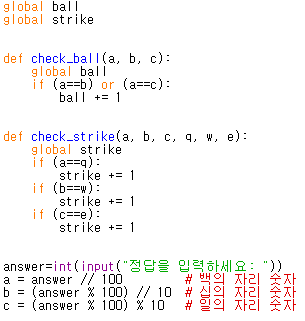 global ball
global strike
def check_ball(a, b, c):
    global ball
    if (a==b) or (a==c):
        ball += 1
def check_strike(a, b, c, q, w, e):
    global strike
    if (a==q):
        strike += 1
    if (b==w):
        strike += 1
    if (c==e):
        strike += 1
answer=int(input("정답을 입력하세요: "))
a = answer // 100        # 백의 자리 숫자
b = (answer % 100) // 10  # 십의 자리 숫자
c = (answer % 100) % 10   # 일의 자리 숫자